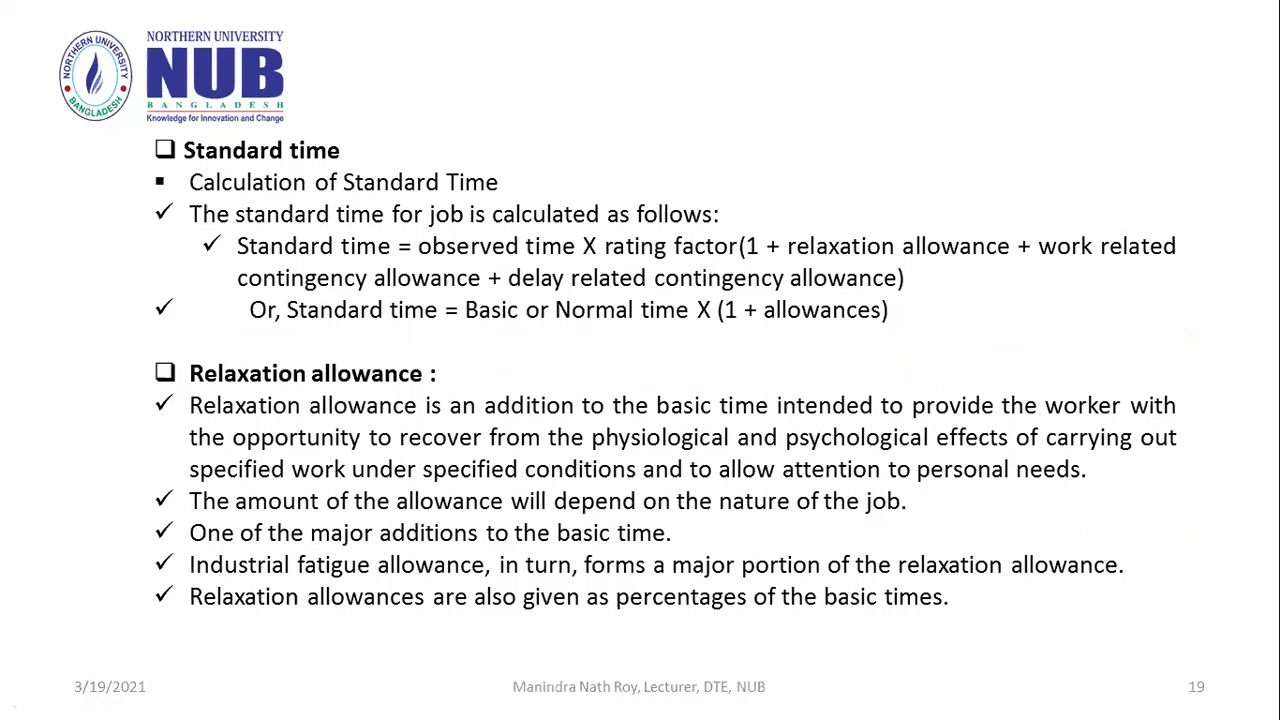 NORTHERN UNIVERSITY
BANGLADESH
NORTHERN UNIVERSITY
NUB
BANGLADESH
Knowledge for Innovation and Change
❑ Standard time
▪ Calculation of Standard Time
✓ The standard time for job is calculated as follows:
✓ Standard time = observed time X rating factor(1 + relaxation allowance + work related
contingency allowance + delay related contingency allowance)
✓ Or, Standard time = Basic or Normal time X (1 + allowances)
❑ Relaxation allowance :
✓ Relaxation allowance is an addition to the basic time intended to provide the worker with
the opportunity to recover from the physiological and psychological effects of carrying out
specified work under specified conditions and to allow attention to personal needs.
✓ The amount of the allowance will depend on the nature of the job.
✓ One of the major additions to the basic time.
✓ Industrial fatigue allowance, in turn, forms a major portion of the relaxation allowance.
✓ Relaxation allowances are also given as percentages of the basic times.
3/19/2021
Manindra Nath Roy, Lecturer, DTE, NUB
19